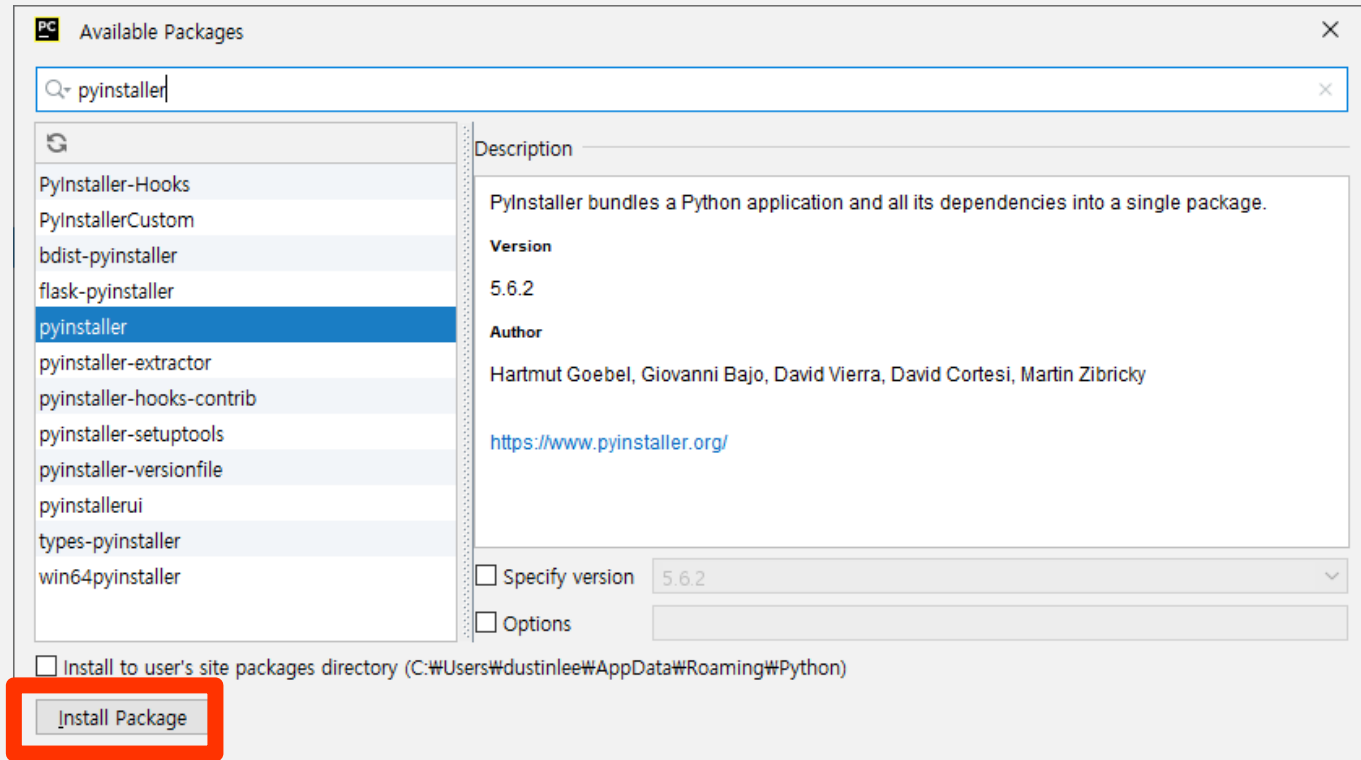 PC
Available Packages
pyinstaller
Description
PyInstaller-Hooks
PyInstallerCustom
bdist-pyinstaller
flask-pyinstaller
pyinstaller
pyinstaller-extractor
pyinstaller-hooks-contrib
pyinstaller-setuptools
pyinstaller-versionfile
pyinstallerui
types-pyinstaller
win64pyinstaller
PyInstaller bundles a Python application and all its dependencies into a single package.
Version
5.6.2
Author
Hartmut Goebel, Giovanni Bajo, David Vierra, David Cortesi, Martin Zibricky
https://www.pyinstaller.org/
Specify version 5.6.2
Options
Install to user's site packages directory (C:₩Users₩dustinlee₩AppData₩Roaming₩Python)
Install Package